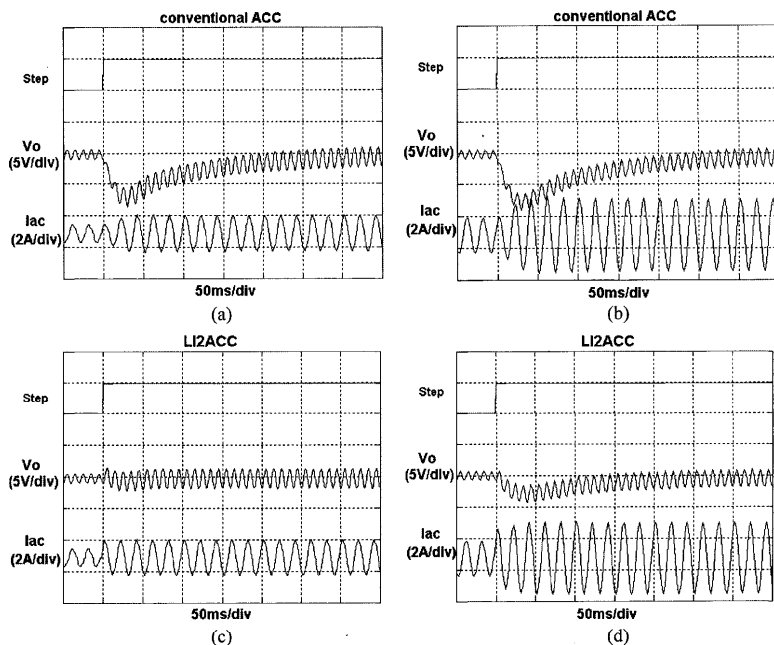 conventional ACC
Step
Vo
(5V/div)
Iac
(2A/div)
50ms/div
(a)
conventional ACC
Step
Vo
(5V/div)
Iac
(2A/div)
50ms/div
(b)
LI2ACC
Step
Vo
(5V/div)
Iac
(2A/div)
50ms/div
(c)
LI2ACC
Step
Vo
(5V/div)
Iac
(2A/div)
50ms/div
(d)